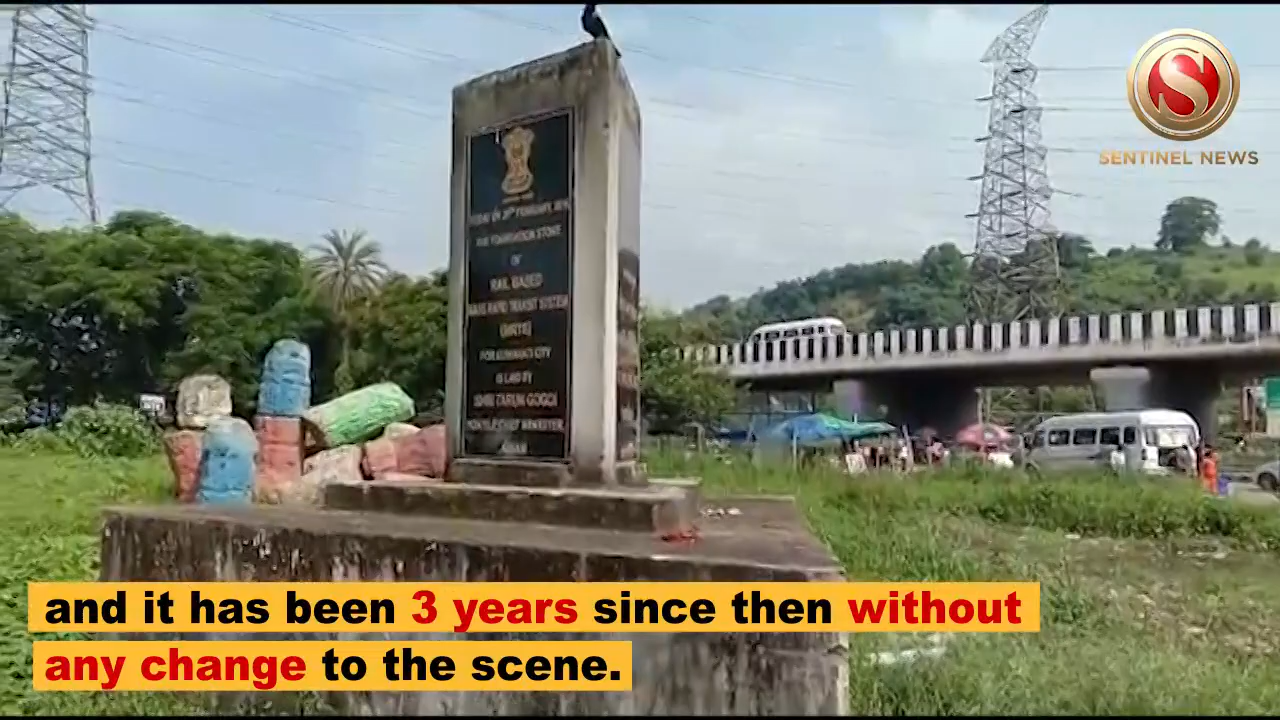 SENTINEL NEWS
THE FOUNDATION STONE
OF
RAIL BASED
MASS RAPID TRANSIT SYSTEM
(MRTS)
FOR GUWAHATI CITY
IS LAID BY
SHRI TARUN GOGOI
HON'BLE CHIEF MINISTER,
ASSAM
and it has been 3 years since then without
any change to the scene.